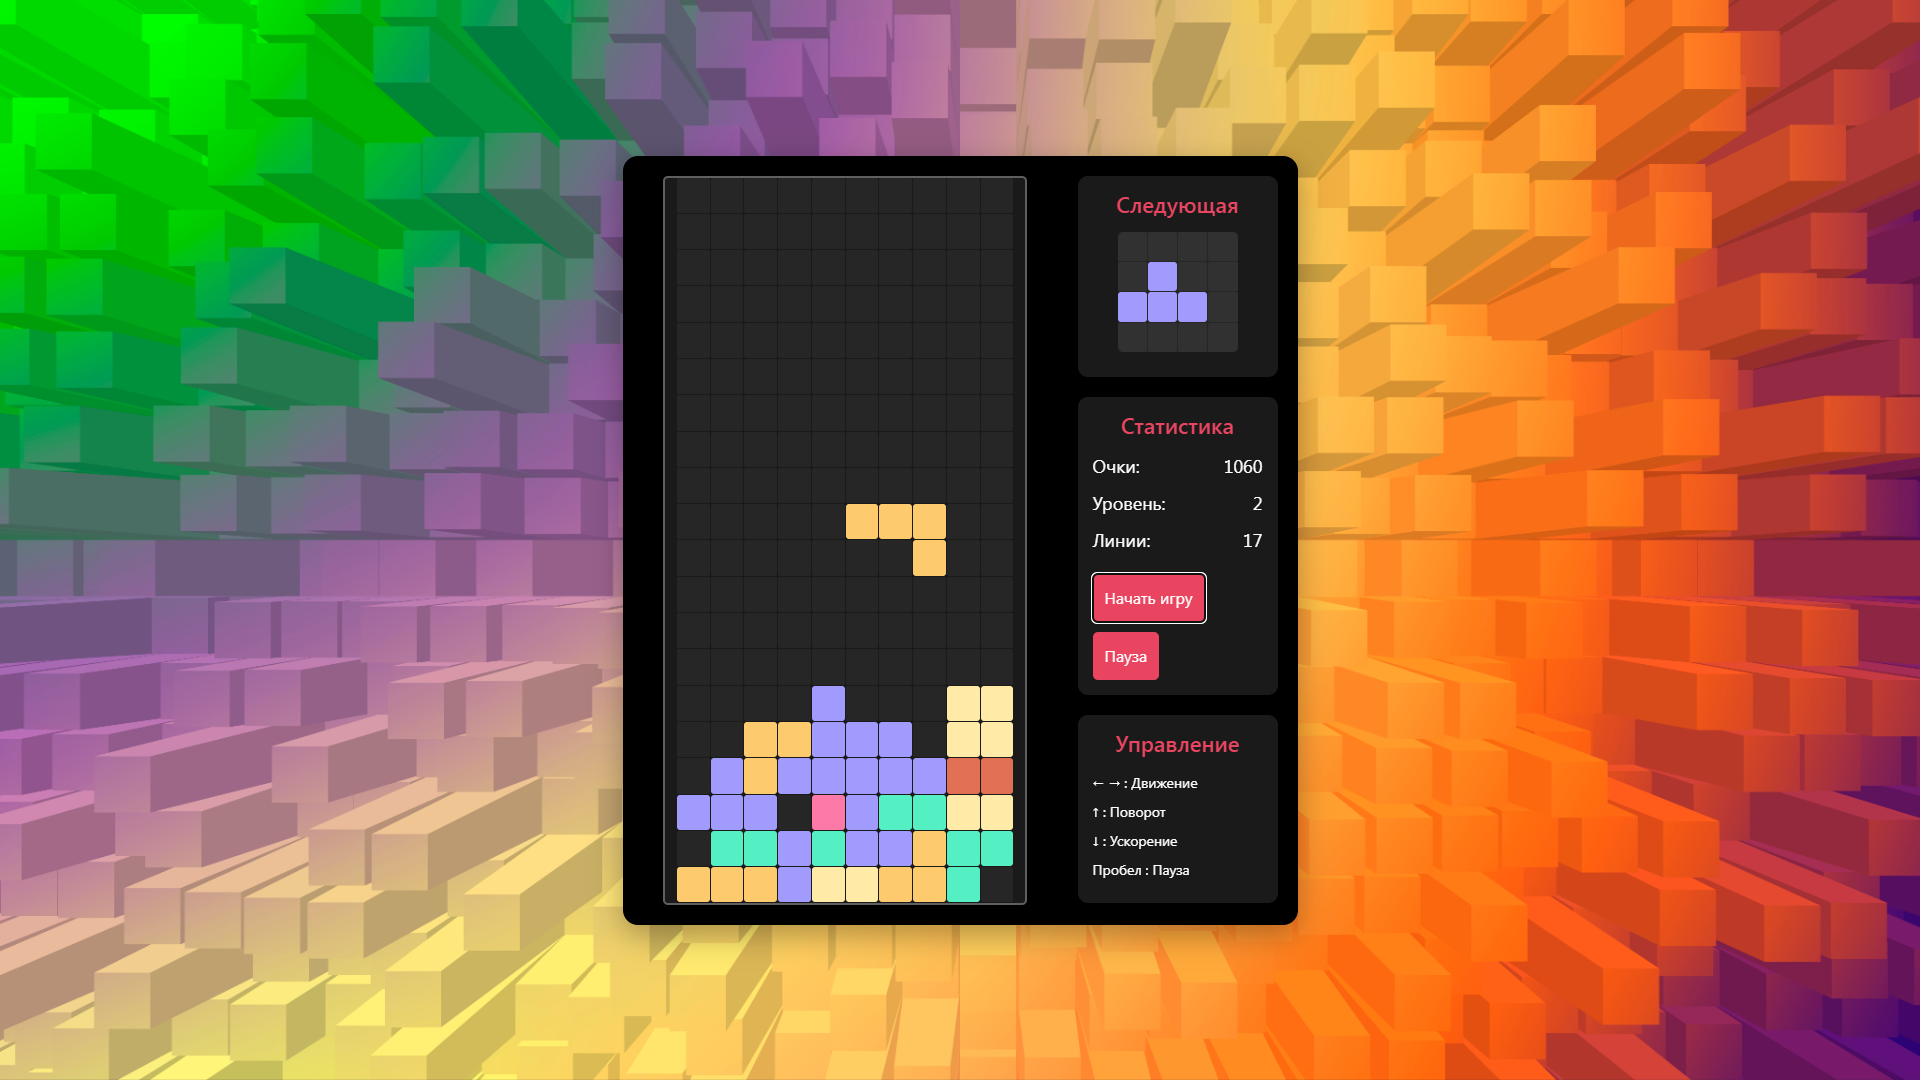 Следующая
Статистика
Очки: 1060
Уровень: 2
Линии: 17
Начать игру
Пауза
Управление
← → : Движение
↑ : Поворот
↓ : Ускорение
Пробел : Пауза